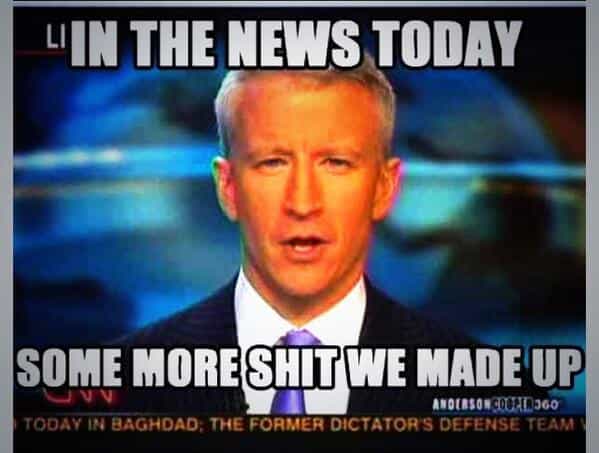 LI
IN THE NEWS TODAY
SOME MORE SHIT WE MADE UP
ANDERSON COOPER 360°
TODAY IN BAGHDAD; THE FORMER DICTATOR'S DEFENSE TEAM